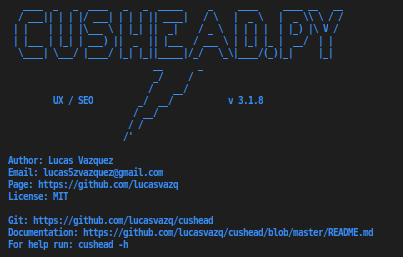 CUSHEAD.PY
UX / SEO v 3.1.8
Author: Lucas Vazquez
Email: lucas5zvazquez@gmail.com
Page: https://github.com/lucasvazq
License: MIT
Git: https://github.com/lucasvazq/cushead
Documentation: https://github.com/lucasvazq/cushead/blob/master/README.md
For help run: cushead -h